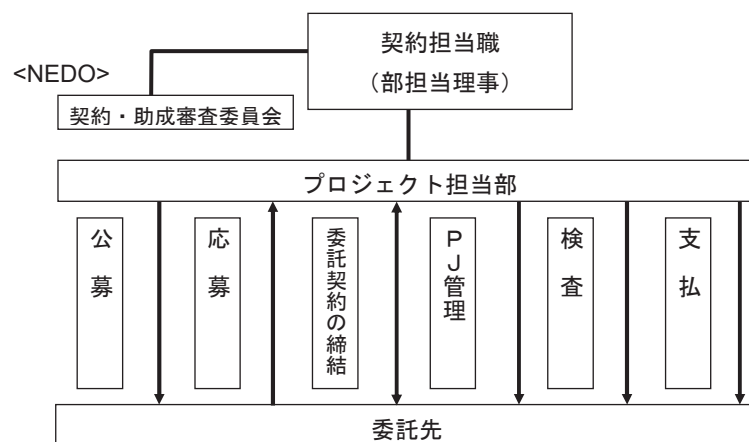 契約担当職
（部担当理事）
<NEDO>
契約・助成審査委員会
プロジェクト担当部
公募
応募
委託契約の締結
ＰＪ管理
検査
支払
委託先